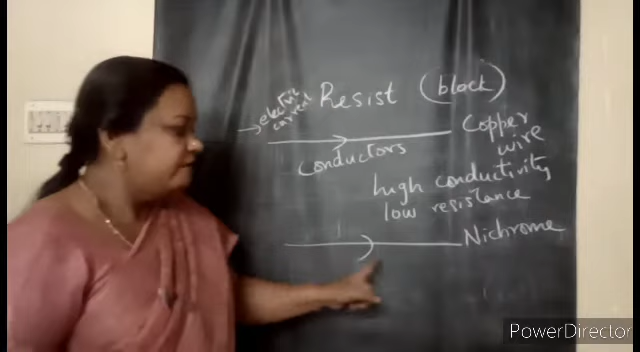 Resist (block)
→ electric
current
Copper
wire
conductors
high conductivity
low resistance
Nichrome
PowerDirector